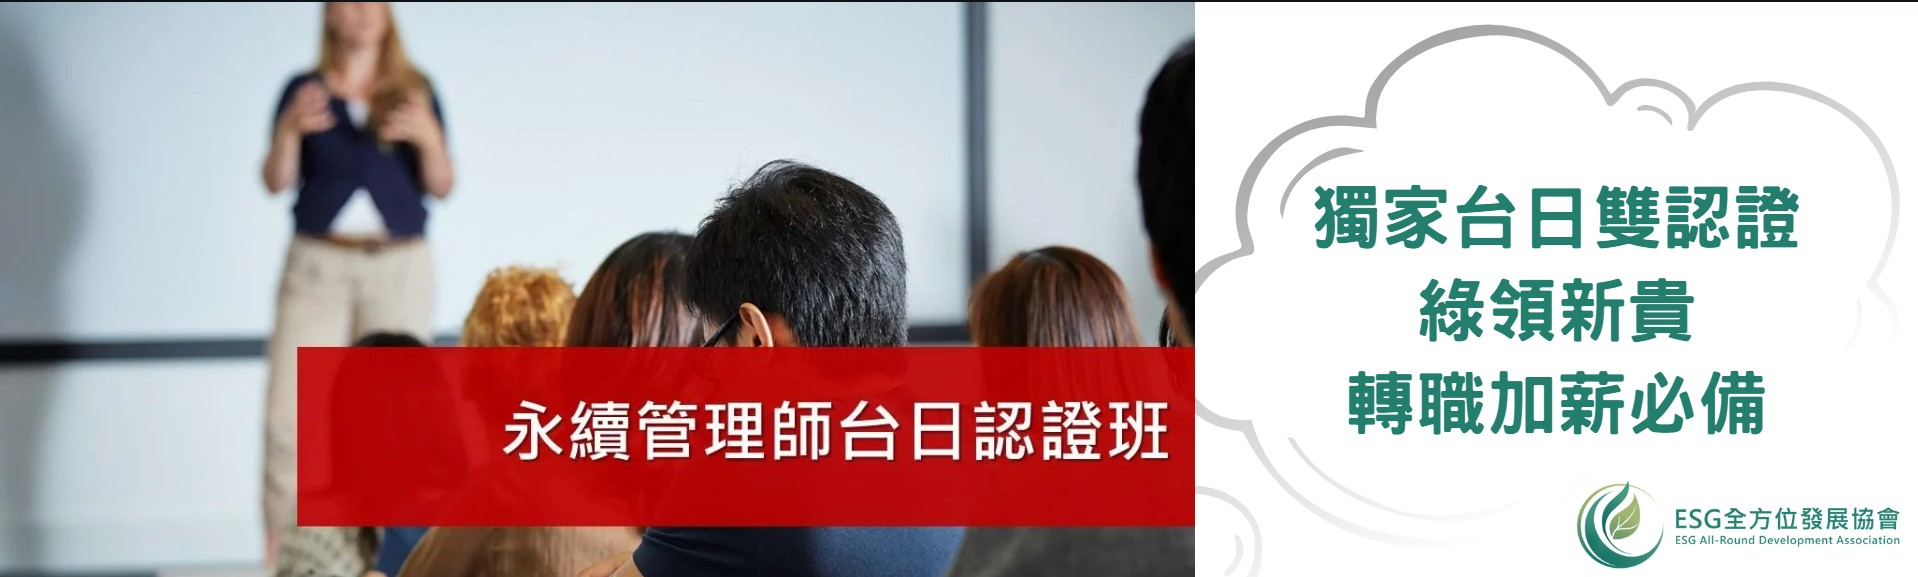 永續管理師台日認證班
獨家台日雙認證
綠領新貴
轉職加薪必備
ESG全方位發展協會
ESG All-Round Development Association